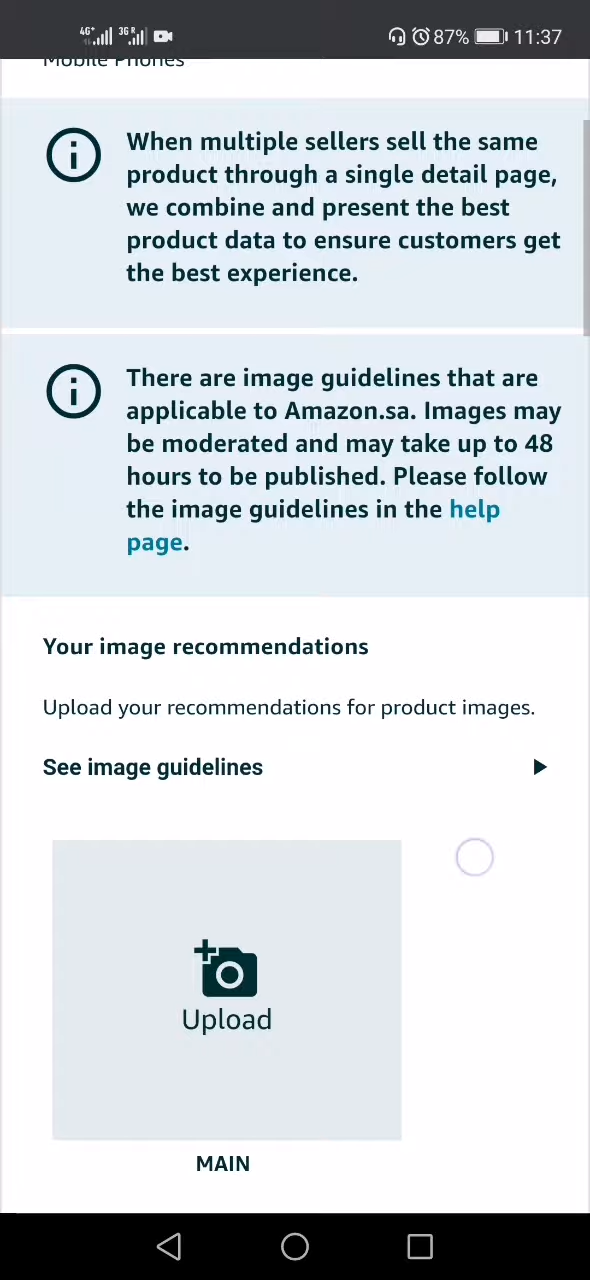 4G+ 3G R 87% 11:37
Mobile Phones
When multiple sellers sell the same
product through a single detail page,
we combine and present the best
product data to ensure customers get
the best experience.
There are image guidelines that are
applicable to Amazon.sa. Images may
be moderated and may take up to 48
hours to be published. Please follow
the image guidelines in the help
page.
Your image recommendations
Upload your recommendations for product images.
See image guidelines
Upload
MAIN